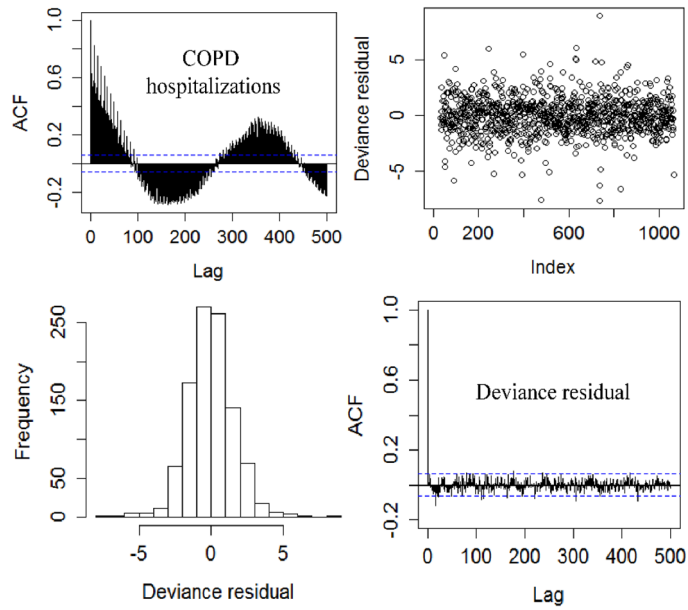 COPD
hospitalizations
ACF
1.0
0.6
0.2
-0.2
0 100 200 300 400 500
Lag
Deviance residual
5
0
-5
0 200 600 1000
Index
Frequency
250
150
50
0
-5 0 5
Deviance residual
Deviance residual
ACF
1.0
0.6
0.2
-0.2
0 100 200 300 400 500
Lag